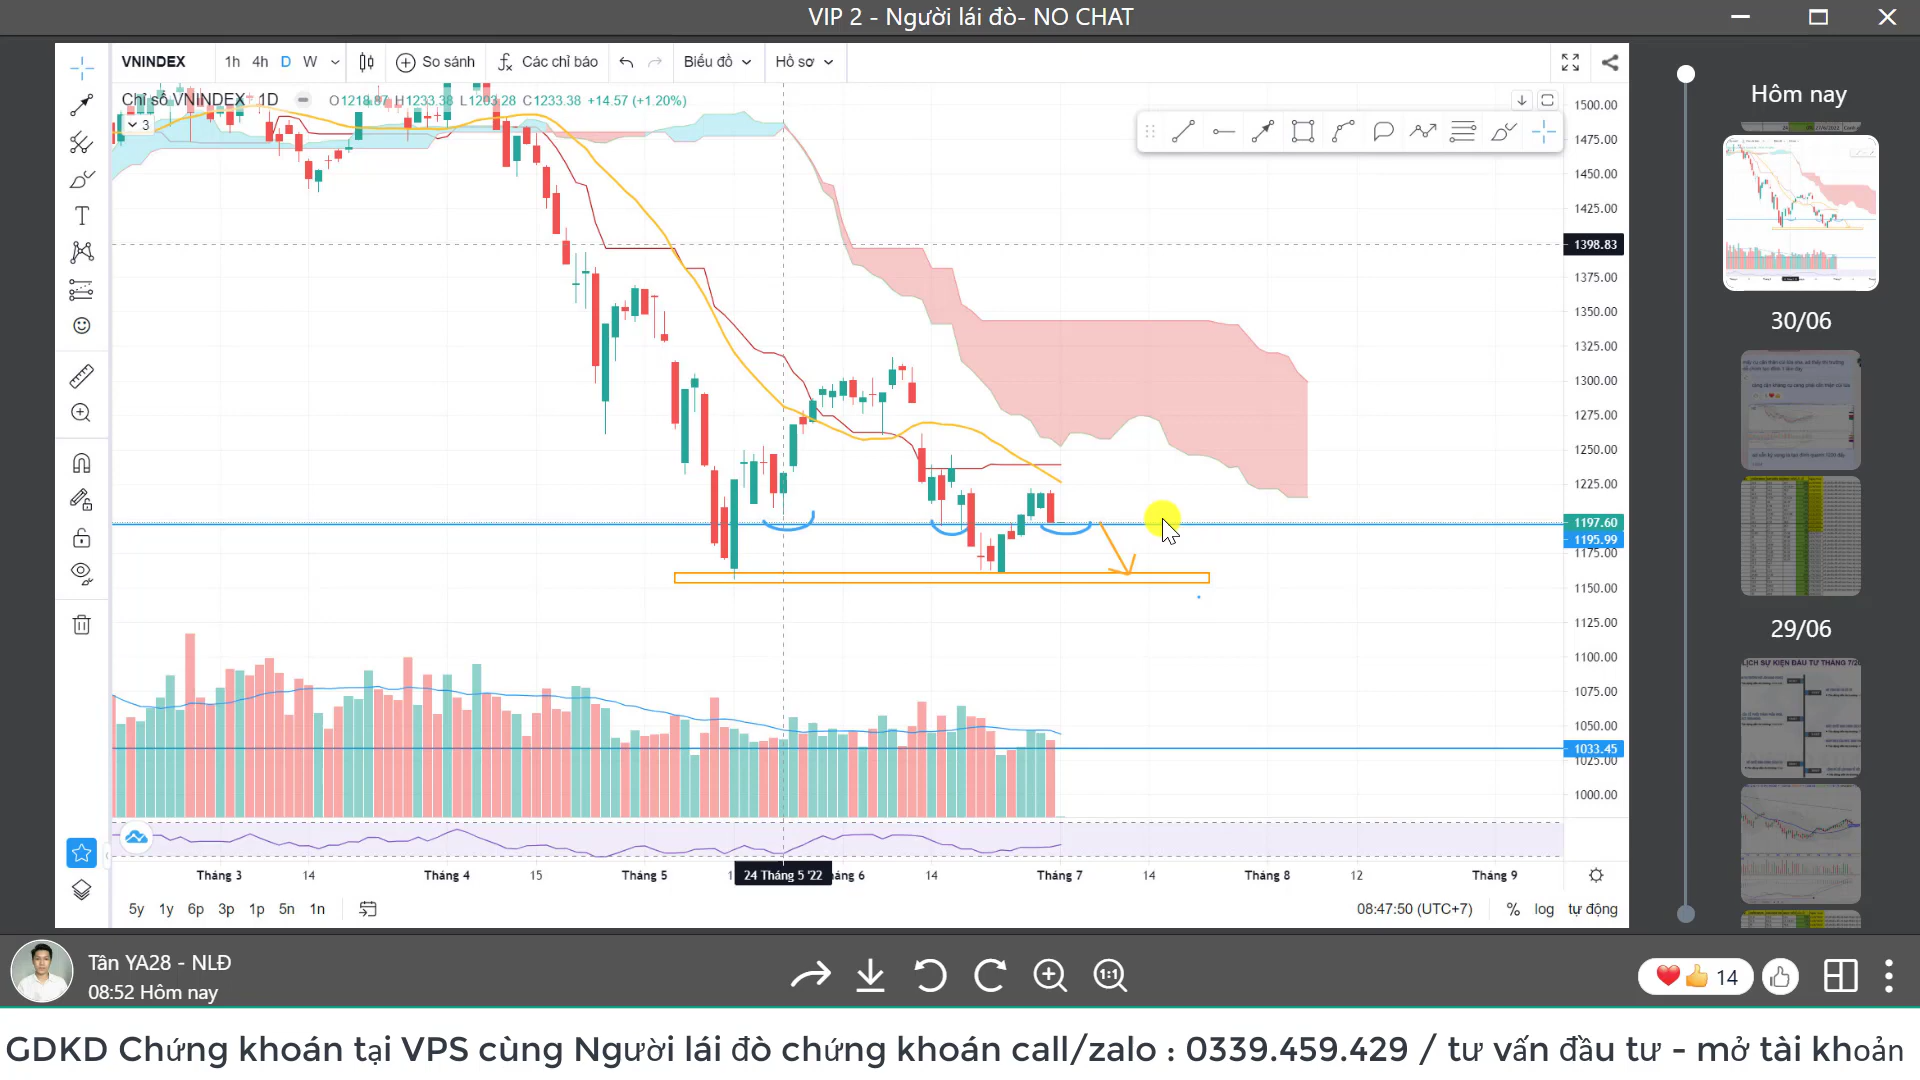 VIP 2 - Người lái đò- NO CHAT
VNINDEX 1h 4h D W So sánh Các chỉ báo Biểu đồ Hồ sơ
Chỉ số VNINDEX 1D O1218.87 H1233.38 L1203.28 C1233.38 +14.57 (+1.20%)
3
T
1500.00
1475.00
1450.00
1425.00
1398.83
1375.00
1350.00
1325.00
1300.00
1275.00
1250.00
1225.00
1197.60
1195.99
1175.00
1150.00
1125.00
1100.00
1075.00
1050.00
1033.45
1025.00
1000.00
Tháng 3 14 Tháng 4 15 Tháng 5 24 Tháng 5 '22 14 Tháng 7 14 Tháng 8 12 Tháng 9
5y 1y 6p 3p 1p 5n 1n 08:47:50 (UTC+7) % log tự động
Hôm nay
30/06
29/06
Tân YA28 - NLĐ
08:52 Hôm nay
1:1
14
GDKD Chứng khoán tại VPS cùng Người lái đò chứng khoán call/zalo : 0339.459.429 / tư vấn đầu tư - mở tài khoản